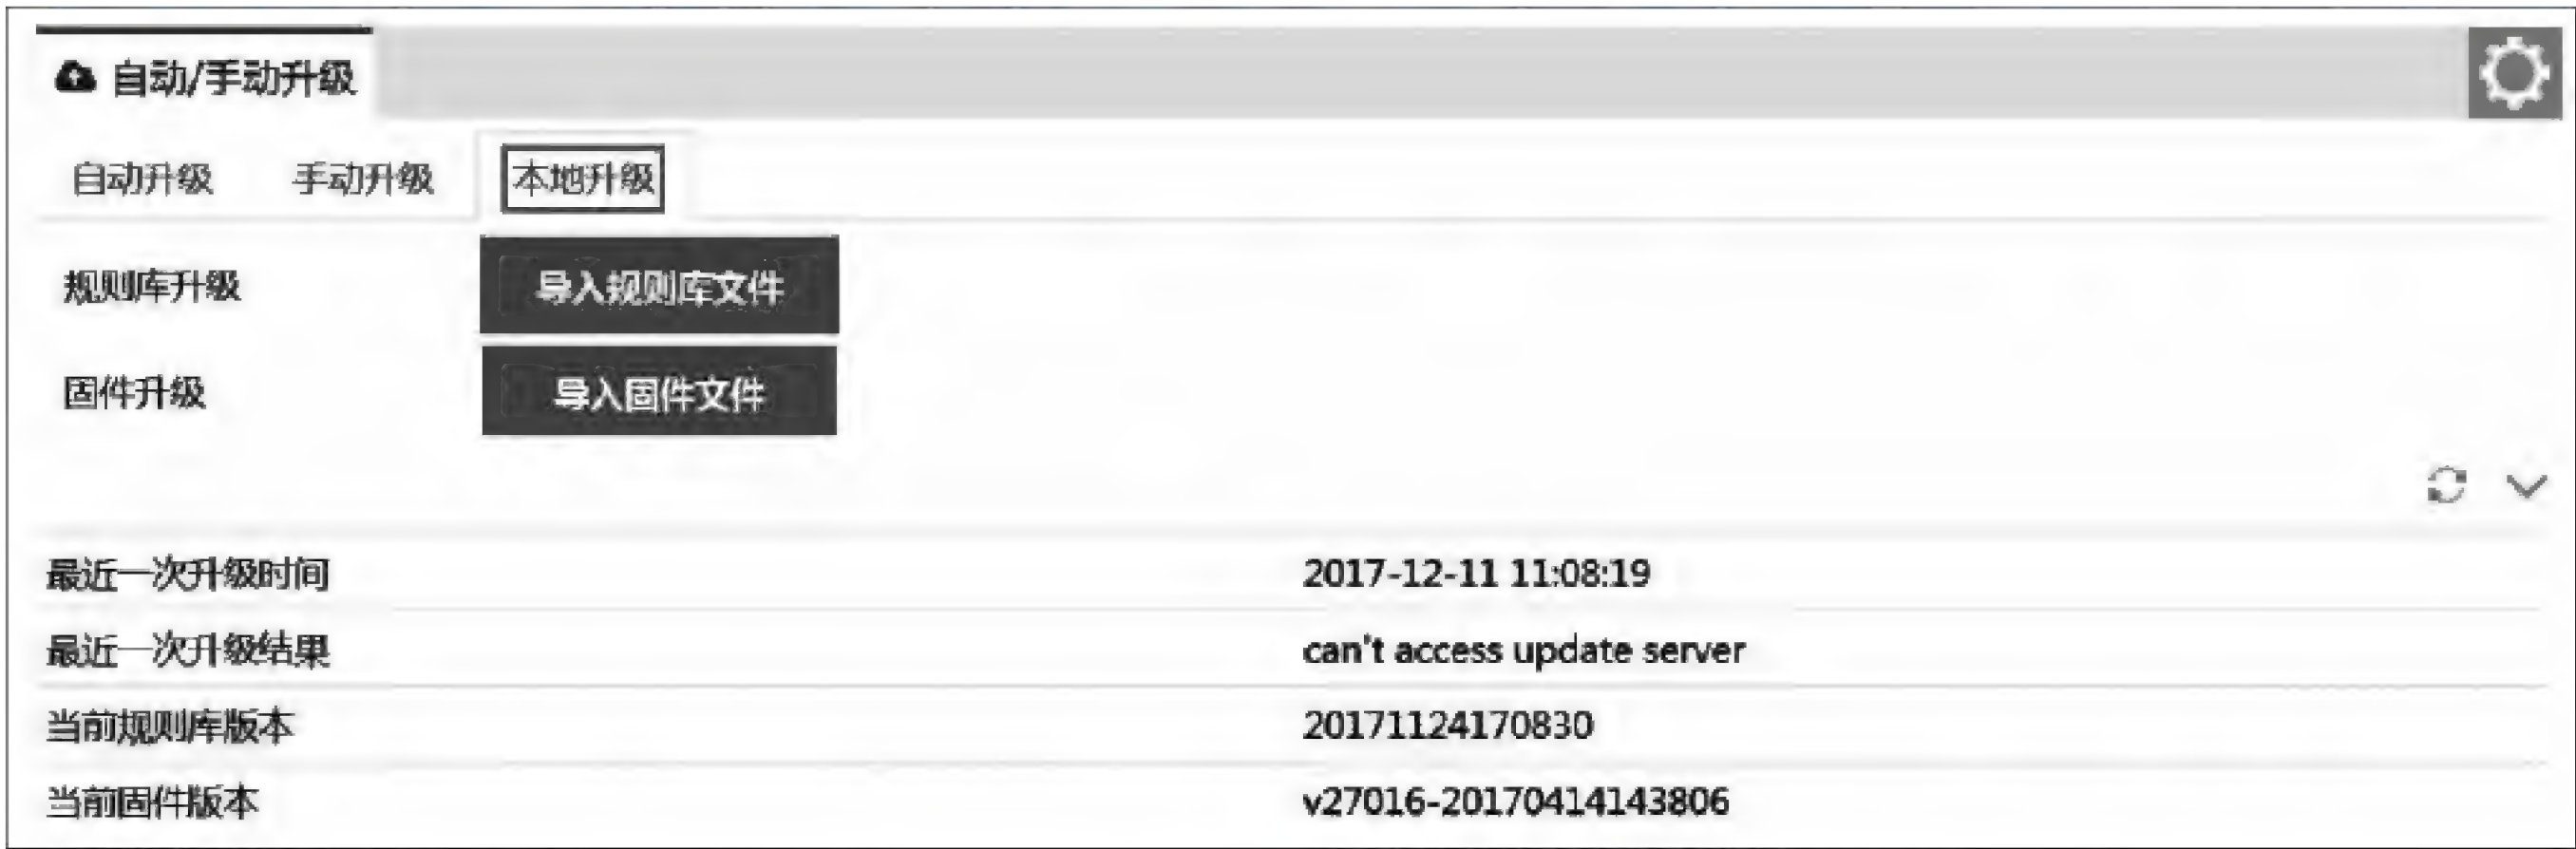 自动/手动升级
自动升级 手动升级 本地升级
规则库升级 导入规则库文件
固件升级 导入固件文件
最近一次升级时间 2017-12-11 11:08:19
最近一次升级结果 can't access update server
当前规则库版本 20171124170830
当前固件版本 v27016-20170414143806